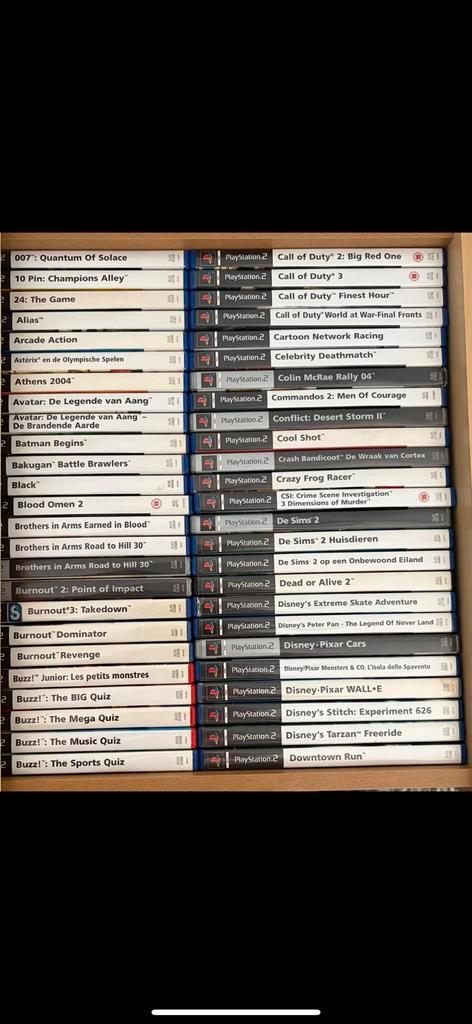 007™: Quantum Of Solace
10 Pin: Champions Alley™
24: The Game
Alias™
Arcade Action
Astérix® en de Olympische Spelen
Athens 2004™
Avatar: De Legende van Aang™
Avatar: De Legende van Aang™ –
De Brandende Aarde
Batman Begins™
Bakugan™ Battle Brawlers™
Black™
Blood Omen 2
Brothers in Arms Earned in Blood™
Brothers in Arms Road to Hill 30™
Brothers in Arms Road to Hill 30™
Burnout™ 2: Point of Impact
Burnout®3: Takedown™
Burnout™ Dominator
Burnout™ Revenge
Buzz!™ Junior: Les petits monstres
Buzz!™: The BIG Quiz
Buzz!™: The Mega Quiz
Buzz!™: The Music Quiz
Buzz!™: The Sports Quiz
PlayStation.2 Call of Duty® 2: Big Red One
PlayStation.2 Call of Duty® 3
PlayStation.2 Call of Duty™ Finest Hour™
PlayStation.2 Call of Duty® World at War-Final Fronts
PlayStation.2 Cartoon Network Racing
PlayStation.2 Celebrity Deathmatch™
PlayStation.2 Colin McRae Rally 04™
PlayStation.2 Commandos 2: Men Of Courage
PlayStation.2 Conflict: Desert Storm II™
PlayStation.2 Cool Shot™
PlayStation.2 Crash Bandicoot™ De Wraak van Cortex
PlayStation.2 Crazy Frog Racer™
PlayStation.2 CSI: Crime Scene Investigation™
3 Dimensions of Murder™
PlayStation.2 De Sims™ 2
PlayStation.2 De Sims™ 2 Huisdieren
PlayStation.2 De Sims™ 2 op een Onbewoond Eiland
PlayStation.2 Dead or Alive 2™
PlayStation.2 Disney's Extreme Skate Adventure
PlayStation.2 Disney's Peter Pan - The Legend Of Never Land
PlayStation.2 Disney·Pixar Cars
PlayStation.2 Disney/Pixar Monsters & CO. L'Isola dello Spavento
PlayStation.2 Disney·Pixar WALL•E
PlayStation.2 Disney's Stitch: Experiment 626
PlayStation.2 Disney's Tarzan™ Freeride
PlayStation.2 Downtown Run™